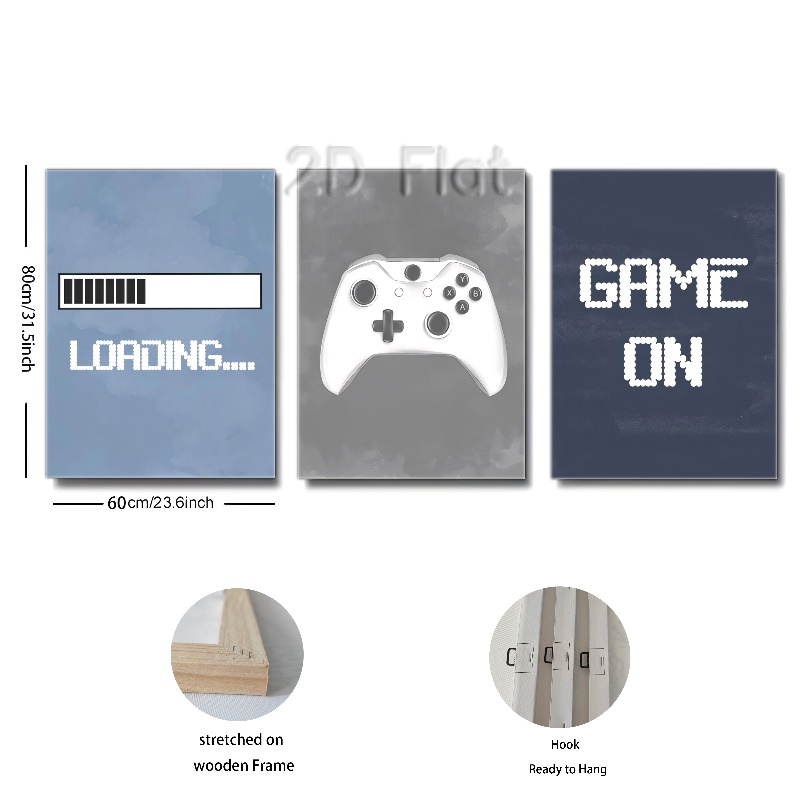 2D Flat
80cm/31.5inch
LOADING....
X
Y
B
A
GAME
ON
60cm/23.6inch
stretched on
wooden Frame
Hook
Ready to Hang